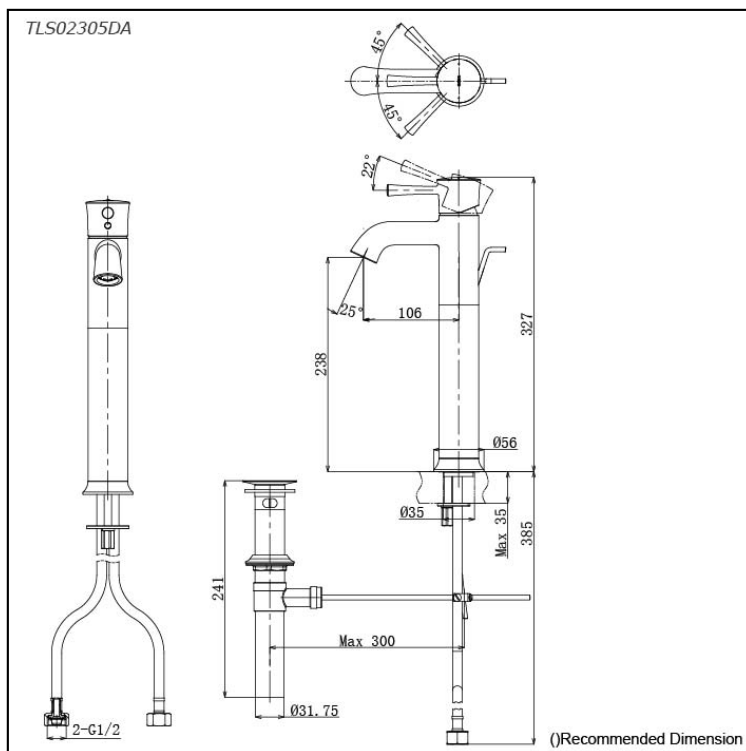 TLS02305DA
45°
45°
22°
25°
106
238
327
Ø56
Ø35
Max 35
385
241
Max 300
Ø31.75
2-G1/2
()Recommended Dimension